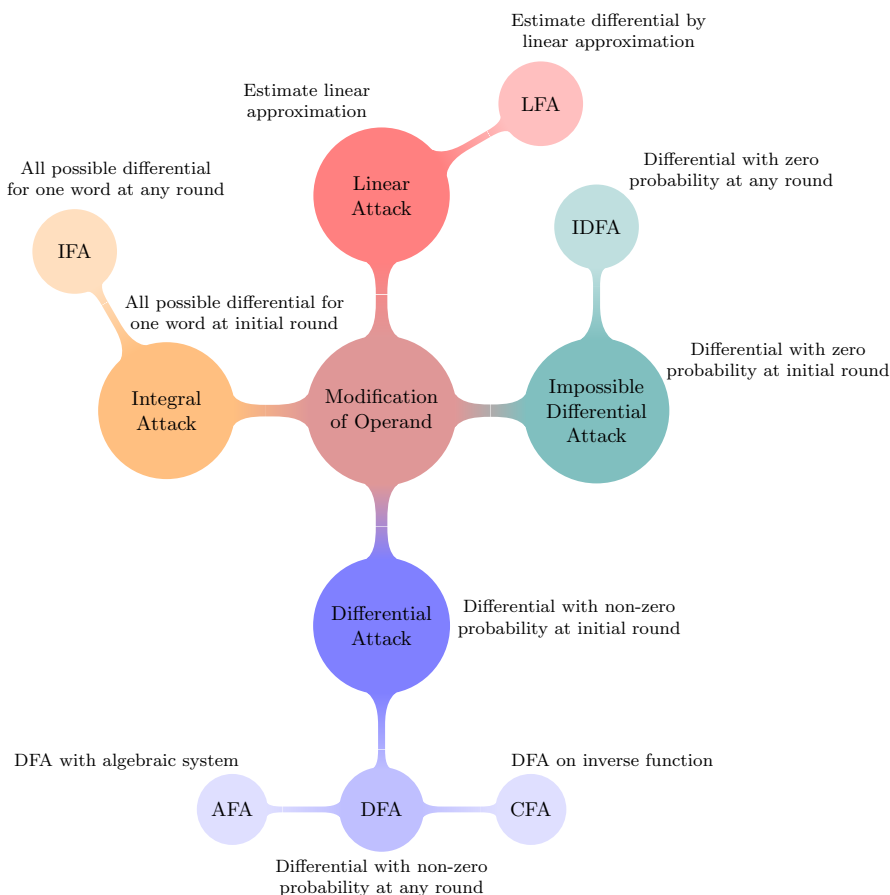 Estimate differential by
linear approximation
LFA
Estimate linear
approximation
Linear
Attack
All possible differential
for one word at any round
IFA
Differential with zero
probability at any round
IDFA
All possible differential for
one word at initial round
Integral
Attack
Modification
of Operand
Differential with zero
probability at initial round
Impossible
Differential
Attack
Differential
Attack
Differential with non-zero
probability at initial round
DFA with algebraic system
AFA
DFA
DFA on inverse function
CFA
Differential with non-zero
probability at any round